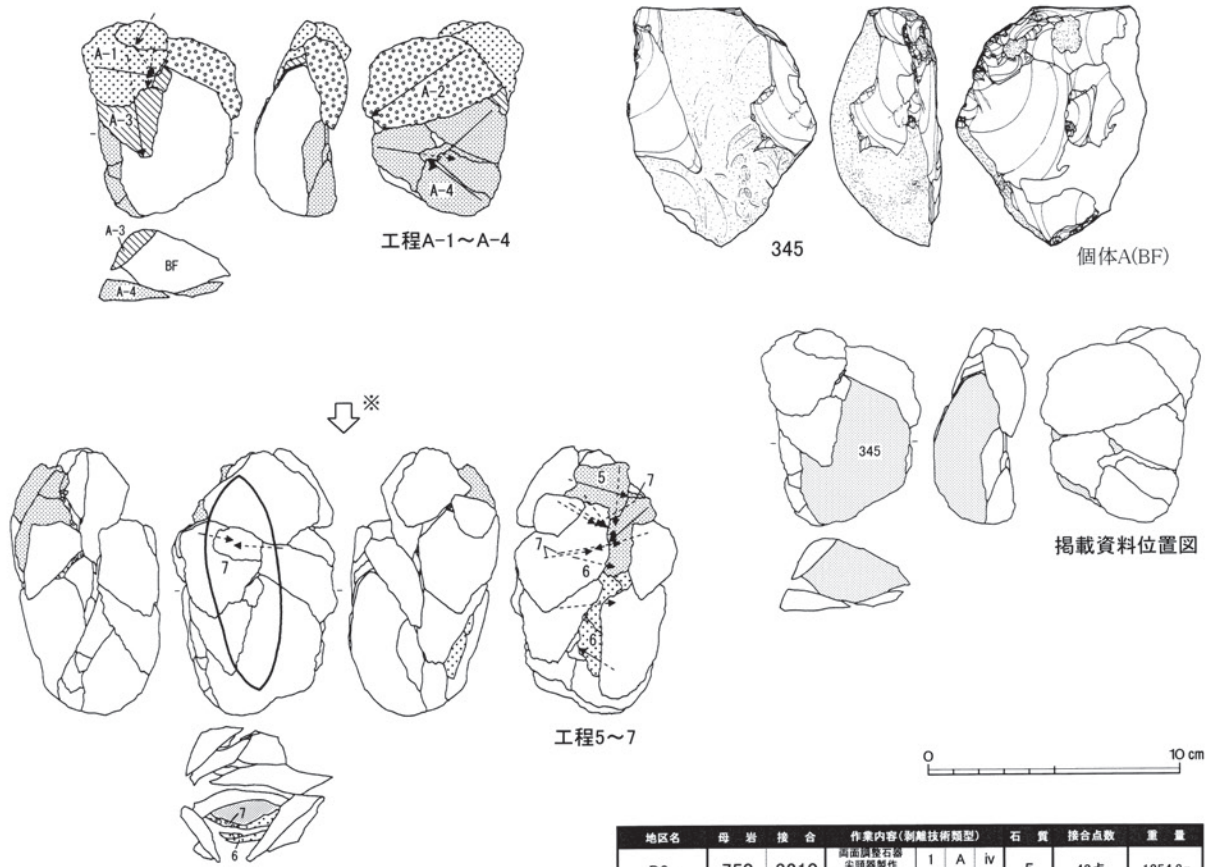 A-1
A-2
A-3
A-4
工程A-1～A-4
A-3
BF
A-4
345
個体A(BF)
※
345
掲載資料位置図
5
7
7
7
6
6
工程5～7
7
6
0 10 cm
地区名 母岩 接合 作業内容(剥離技術類型) 石質 接合点数 重量
両面調整石器 1 A iv